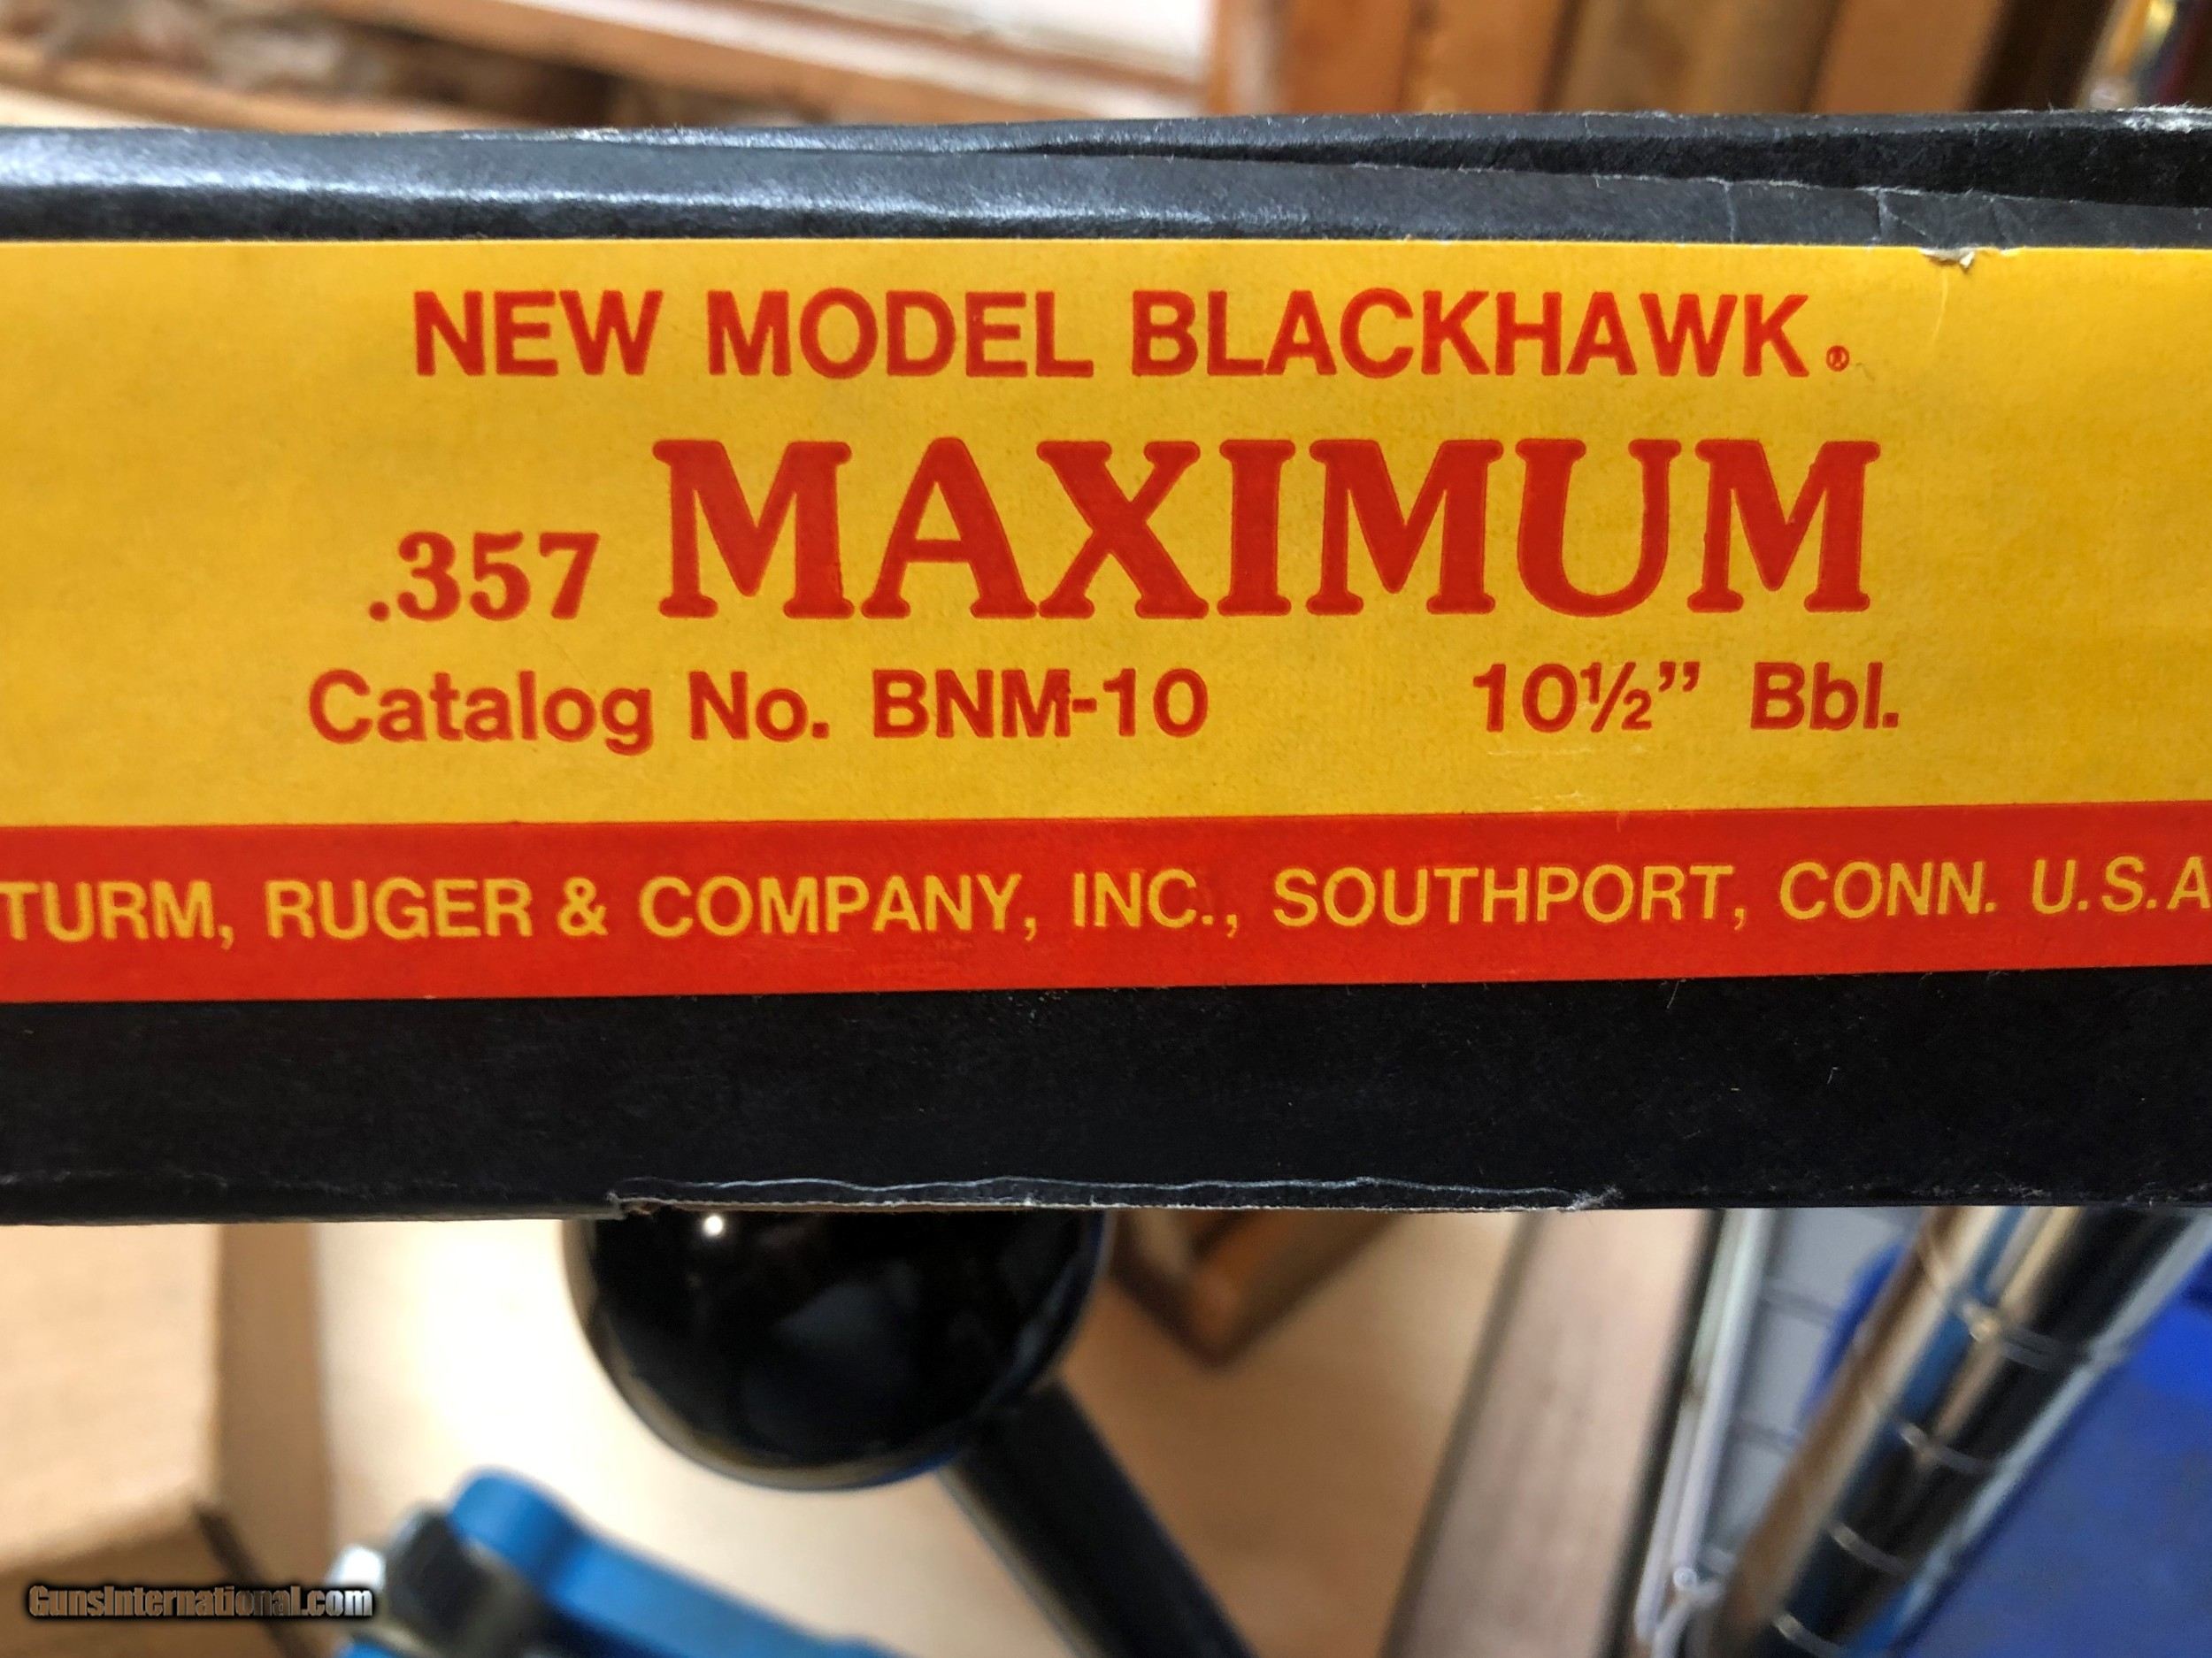 NEW MODEL BLACKHAWK®
.357 MAXIMUM
Catalog No. BNM-10 10½” Bbl.
TURM, RUGER & COMPANY, INC., SOUTHPORT, CONN. U.S.A
GunsInternational.com